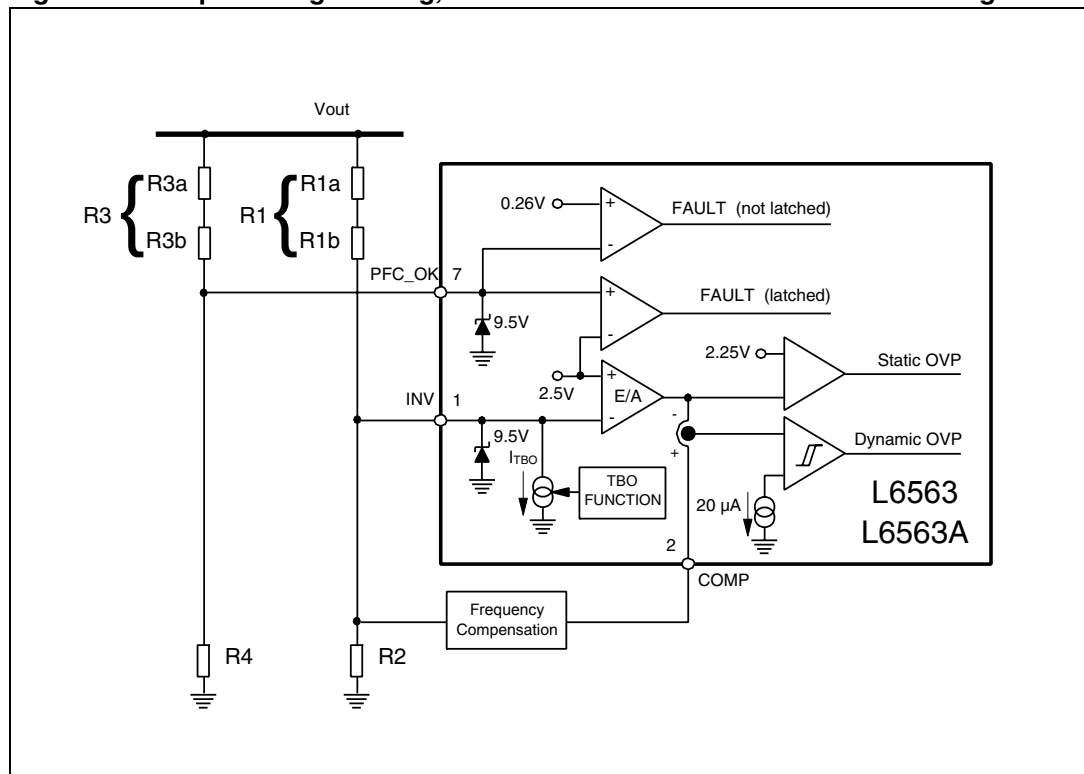 Vout
R3a
R1a
R3
R1
R3b
R1b
0.26V
+
-
FAULT (not latched)
PFC_OK
7
+
-
FAULT (latched)
9.5V
2.25V
Static OVP
2.5V
+
-
E/A
INV
1
9.5V
ITBO
TBO
FUNCTION
-
+
Dynamic OVP
20 µA
L6563
L6563A
2
COMP
Frequency
Compensation
R4
R2